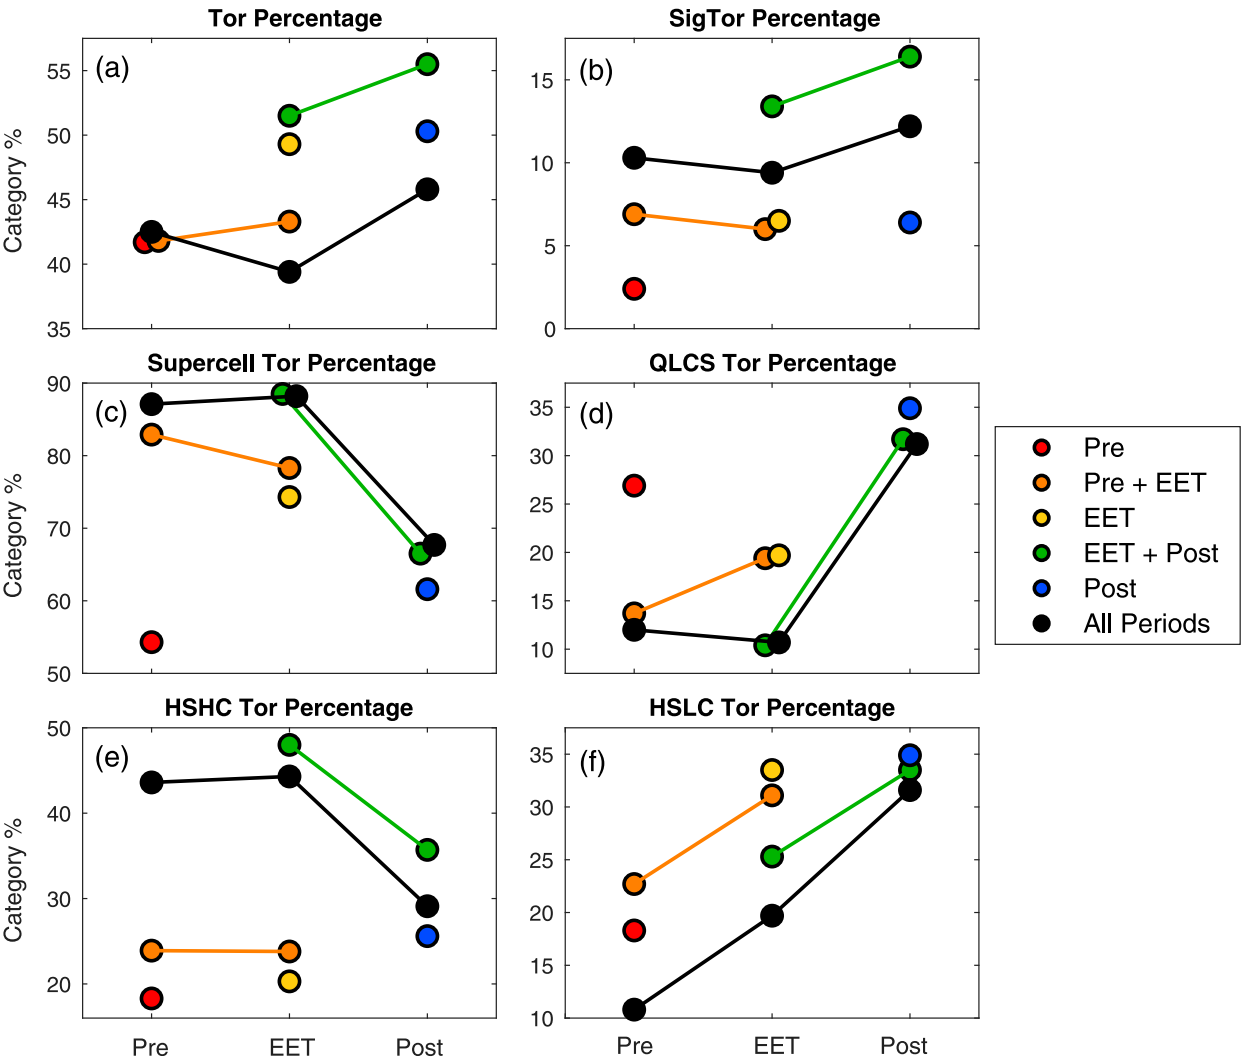 Tor Percentage
SigTor Percentage
(a)
(b)
Category %
55
50
45
40
35
15
10
5
0
Supercell Tor Percentage
QLCS Tor Percentage
(c)
(d)
Category %
90
80
70
60
50
35
30
25
20
15
10
Pre
Pre + EET
EET
EET + Post
Post
All Periods
HSHC Tor Percentage
HSLC Tor Percentage
(e)
(f)
Category %
50
40
30
20
35
30
25
20
15
10
Pre EET Post
Pre EET Post